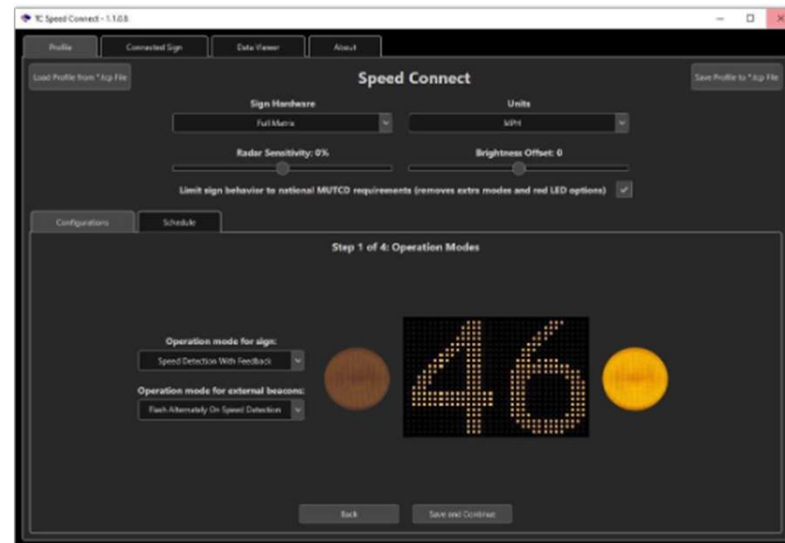 TC Speed Connect - 1.1.0.8
Profile
Connected Sign
Data Viewer
About
Load Profile from *.tcp File
Speed Connect
Save Profile to *.tcp File
Sign Hardware
Units
Full Matrix
MPH
Radar Sensitivity: 0%
Brightness Offset: 0
Limit sign behavior to national MUTCD requirements (removes extra modes and red LED options)
Configurations
Schedule
Step 1 of 4: Operation Modes
Operation mode for sign:
Speed Detection With Feedback
Operation mode for external beacons:
Flash Alternately On Speed Detection
46
Back
Save and Continue